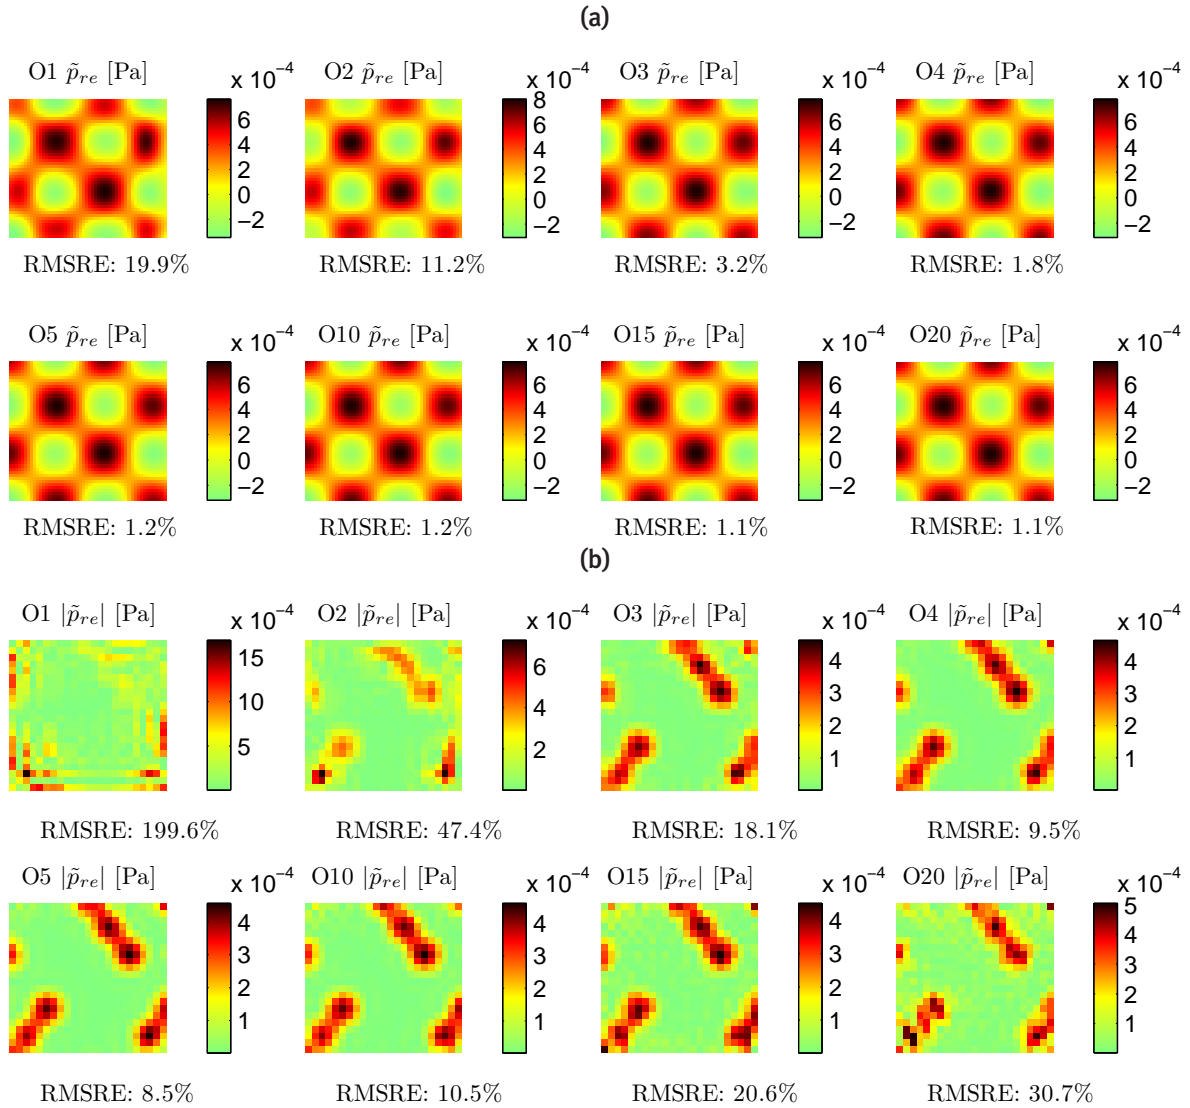 (a)
O1 p̃re [Pa] O2 p̃re [Pa] O3 p̃re [Pa] O4 p̃re [Pa]
x 10−4 x 10−4 x 10−4 x 10−4
6 4 2 0 −2
8 6 4 2 0 −2
6 4 2 0 −2
6 4 2 0 −2
RMSRE: 19.9% RMSRE: 11.2% RMSRE: 3.2% RMSRE: 1.8%
O5 p̃re [Pa] O10 p̃re [Pa] O15 p̃re [Pa] O20 p̃re [Pa]
x 10−4 x 10−4 x 10−4 x 10−4
6 4 2 0 −2
6 4 2 0 −2
6 4 2 0 −2
6 4 2 0 −2
RMSRE: 1.2% RMSRE: 1.2% RMSRE: 1.1% RMSRE: 1.1%
(b)
O1 |p̃re| [Pa] O2 |p̃re| [Pa] O3 |p̃re| [Pa] O4 |p̃re| [Pa]
x 10−4 x 10−4 x 10−4 x 10−4
15 10 5
6 4 2
4 3 2 1
4 3 2 1
RMSRE: 199.6% RMSRE: 47.4% RMSRE: 18.1% RMSRE: 9.5%
O5 |p̃re| [Pa] O10 |p̃re| [Pa] O15 |p̃re| [Pa] O20 |p̃re| [Pa]
x 10−4 x 10−4 x 10−4 x 10−4
4 3 2 1
4 3 2 1
4 3 2 1
5 4 3 2 1
RMSRE: 8.5% RMSRE: 10.5% RMSRE: 20.6% RMSRE: 30.7%